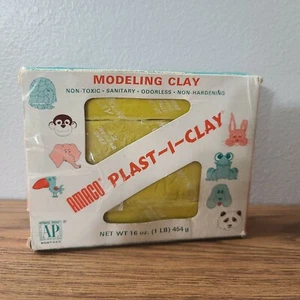 MODELING CLAY
NON-TOXIC • SANITARY • ODORLESS • NON-HARDENING
AMACO® PLAST-I-CLAY
AP
NET WT 16 oz. (1 LB) 454 g